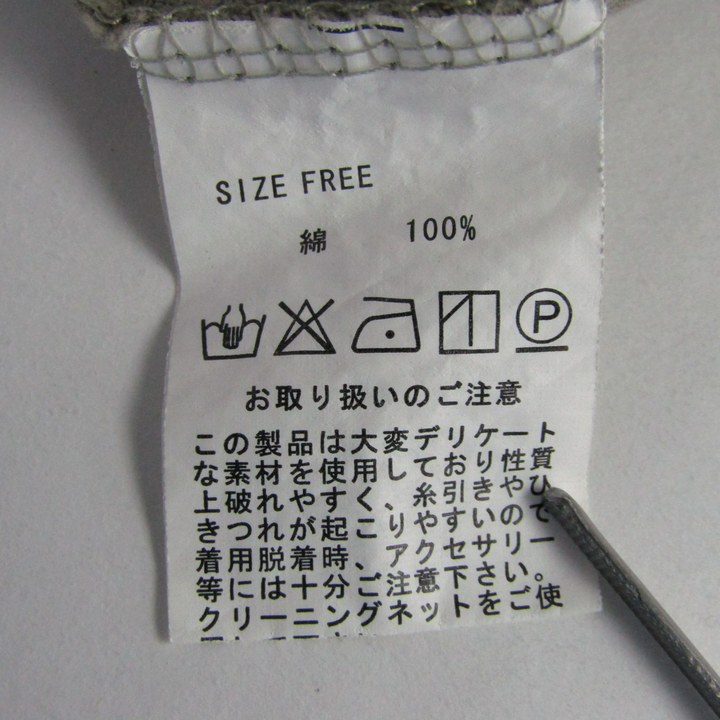 SIZE FREE
綿 100%
P
お取り扱いのご注意
この製品は大変デリケート
な素材を使用しており性質
上破れやすく、糸引きやひ
きつれが起こりやすいので
着用脱着時、アクセサリー
等には十分ご注意下さい。
クリーニングネットをご使